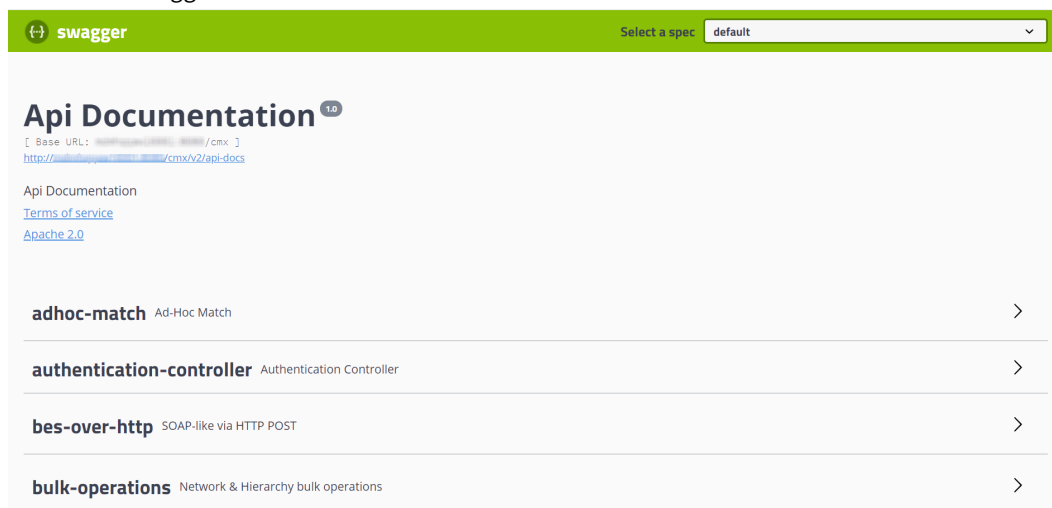 swagger
Select a spec default
Api Documentation 1.0
[ Base URL: /cmx ]
http:// /cmx/v2/api-docs
Api Documentation
Terms of service
Apache 2.0
adhoc-match Ad-Hoc Match
authentication-controller Authentication Controller
bes-over-http SOAP-like via HTTP POST
bulk-operations Network & Hierarchy bulk operations